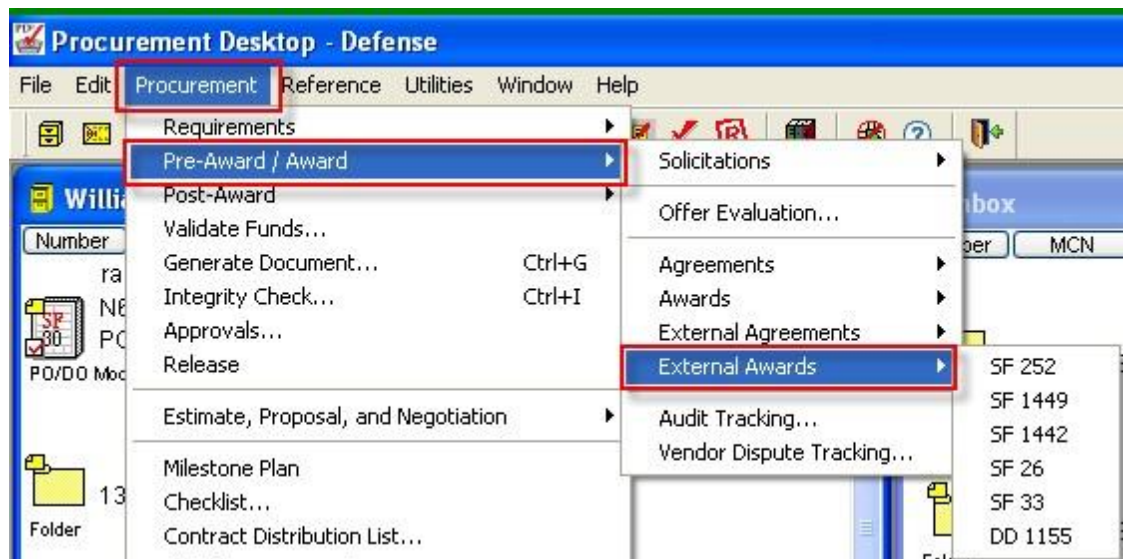 Procurement Desktop - Defense
File Edit Procurement Reference Utilities Window Help
Requirements
Pre-Award / Award
Post-Award
Validate Funds...
Generate Document... Ctrl+G
Integrity Check... Ctrl+I
Approvals...
Release
Estimate, Proposal, and Negotiation
Milestone Plan
Checklist...
Contract Distribution List...
Solicitations
Offer Evaluation...
Agreements
Awards
External Agreements
External Awards
Audit Tracking...
Vendor Dispute Tracking...
SF 252
SF 1449
SF 1442
SF 26
SF 33
DD 1155
Number
SF
30
PO/DO
13
Folder
MCN